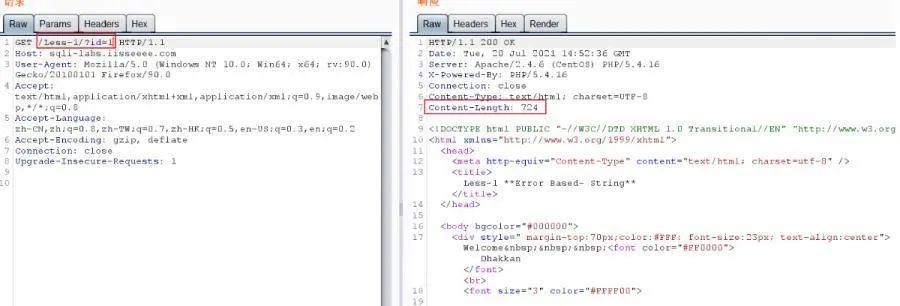 请求
Raw Params Headers Hex
1 GET /Less-1/?id=1 HTTP/1.1
2 Host: sqli-labs.lisseeee.com
3 User-Agent: Mozilla/5.0 (Windows NT 10.0; Win64; x64; rv:90.0)
Gecko/20100101 Firefox/90.0
4 Accept:
text/html,application/xhtml+xml,application/xml;q=0.9,image/web
p,*/*;q=0.8
5 Accept-Language:
zh-CN,zh;q=0.8,zh-TW;q=0.7,zh-HK;q=0.5,en-US;q=0.3,en;q=0.2
6 Accept-Encoding: gzip, deflate
7 Connection: close
8 Upgrade-Insecure-Requests: 1
9
10
响应
Raw Headers Hex Render
1 HTTP/1.1 200 OK
2 Date: Tue, 20 Jul 2021 14:52:36 GMT
3 Server: Apache/2.4.6 (CentOS) PHP/5.4.16
4 X-Powered-By: PHP/5.4.16
5 Connection: close
6 Content-Type: text/html; charset=UTF-8
7 Content-Length: 724
8
9 <!DOCTYPE html PUBLIC "-//W3C//DTD XHTML 1.0 Transitional//EN" "http://www.w3.org
10 <html xmlns="http://www.w3.org/1999/xhtml">
11 <head>
12 <meta http-equiv="Content-Type" content="text/html; charset=utf-8" />
13 <title>
Less-1 **Error Based- String**
</title>
14 </head>
15
16 <body bgcolor="#000000">
17 <div style=" margin-top:70px;color:#FFF; font-size:23px; text-align:center">
Welcome&nbsp;&nbsp;&nbsp;<font color="#FF0000">
Dhakkan
</font>
<br>
18 <font size="3" color="#FFFF00">
19